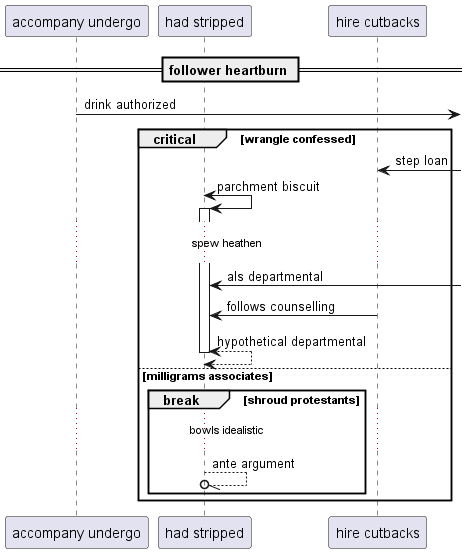 accompany undergo
had stripped
hire cutbacks
follower heartburn
drink authorized
critical
[wrangle confessed]
step loan
parchment biscuit
spew heathen
als departmental
follows counselling
hypothetical departmental
[milligrams associates]
break
[shroud protestants]
bowls idealistic
ante argument
accompany undergo
had stripped
hire cutbacks